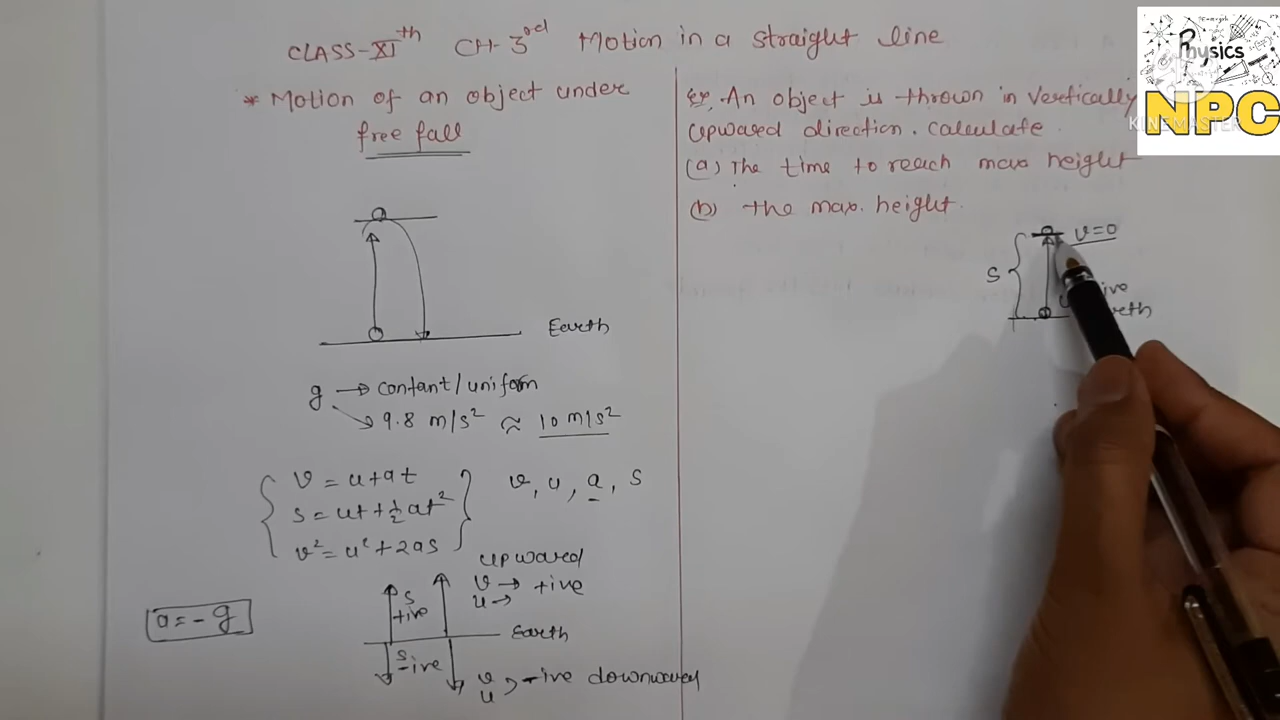 CLASS-XIth CH-3rd Motion in a straight line
* Motion of an object under
free fall
Earth
g → contant/uniform
↘ 9.8 m/s² ≈ 10 m/s²
v = u+at
s = ut + ½at²
v² = u² + 2as
v, u, a, s
a = - g
upward
v → +ive
u →
s
+ive
Earth
s
-ive
v
u
-ive downward
Ex. An object is thrown in vertically
upward direction. calculate
(a) The time to reach max height
(b) the max. height.
v=0
s
Physics
NPC
KINEMASTER